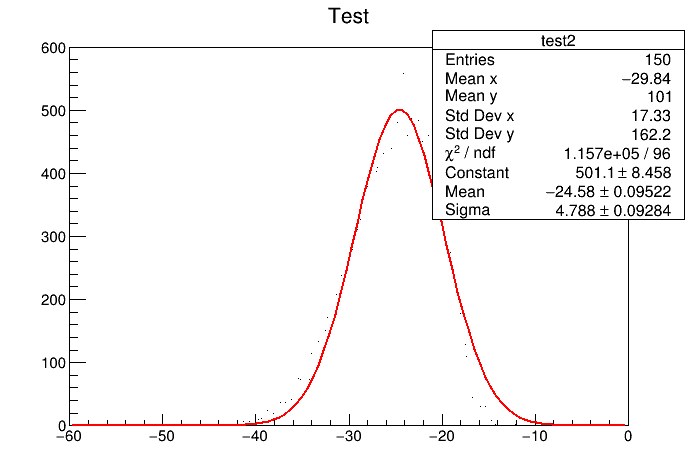 Test
test2
Entries 150
Mean x −29.84
Mean y 101
Std Dev x 17.33
Std Dev y 162.2
χ² / ndf 1.157e+05 / 96
Constant 501.1 ± 8.458
Mean −24.58 ± 0.09522
Sigma 4.788 ± 0.09284
600
500
400
300
200
100
0
−60 −50 −40 −30 −20 −10 0